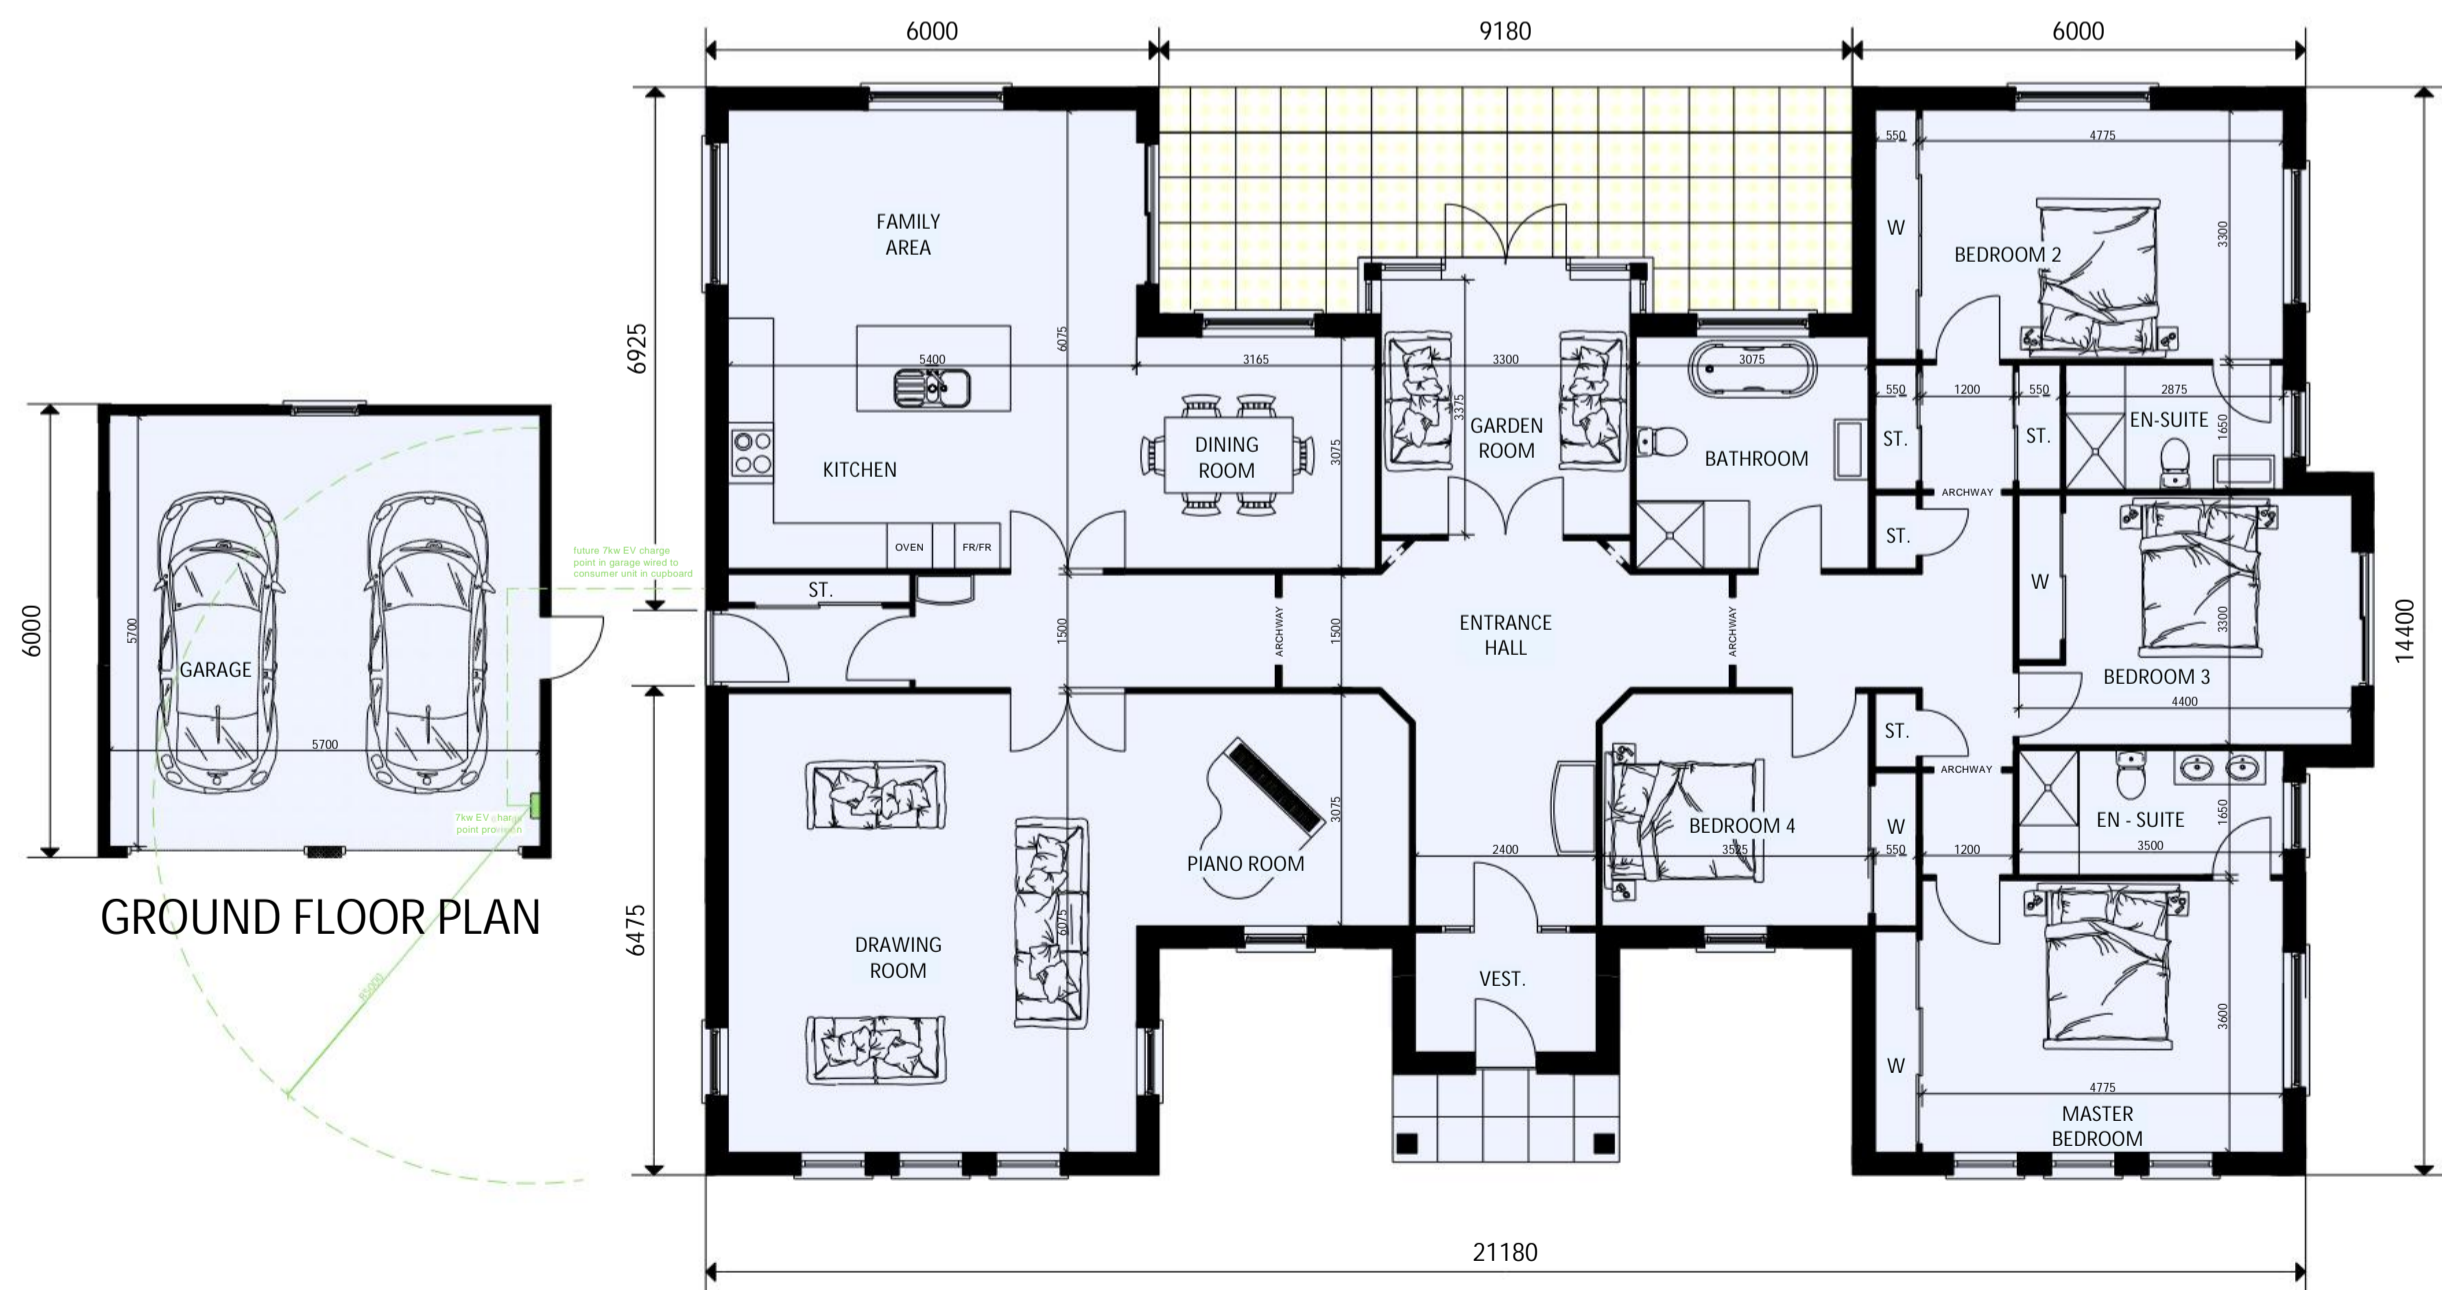 6000
9180
6000
550
4775
FAMILY
AREA
W
3300
BEDROOM 2
6925
6075
5400
3165
3300
3075
550
1200
550
2875
3375
GARDEN
ROOM
EN-SUITE
1650
DINING
ROOM
3075
BATHROOM
ST.
ST.
KITCHEN
ARCHWAY
OVEN
FR/FR
ST.
future 7kw EV charge
point in garage wired to
consumer unit in cupboard
ST.
W
6000
5700
1500
ARCHWAY
1500
ENTRANCE
HALL
ARCHWAY
3300
14400
GARAGE
BEDROOM 3
4400
5700
ST.
ARCHWAY
7kw EV charge
point provision
3075
PIANO ROOM
2400
BEDROOM 4
3525
W
550
1200
EN - SUITE
3500
1650
GROUND FLOOR PLAN
6475
DRAWING
ROOM
6075
VEST.
R5000
3600
W
4775
MASTER
BEDROOM
21180